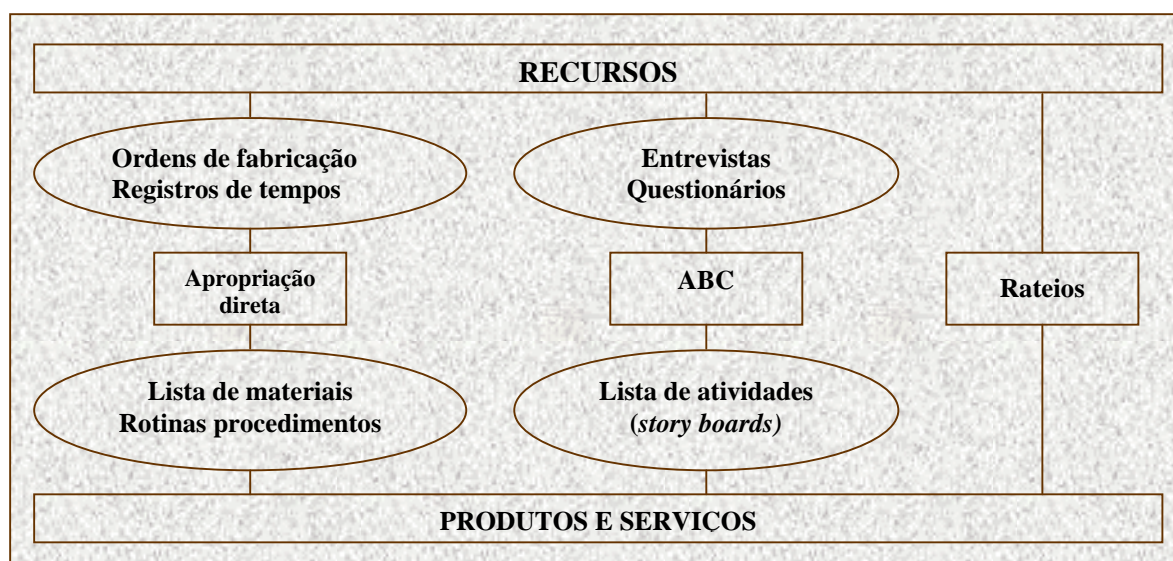 RECURSOS
Ordens de fabricação
Registros de tempos
Entrevistas
Questionários
Apropriação
direta
ABC
Rateios
Lista de materiais
Rotinas procedimentos
Lista de atividades
(story boards)
PRODUTOS E SERVIÇOS